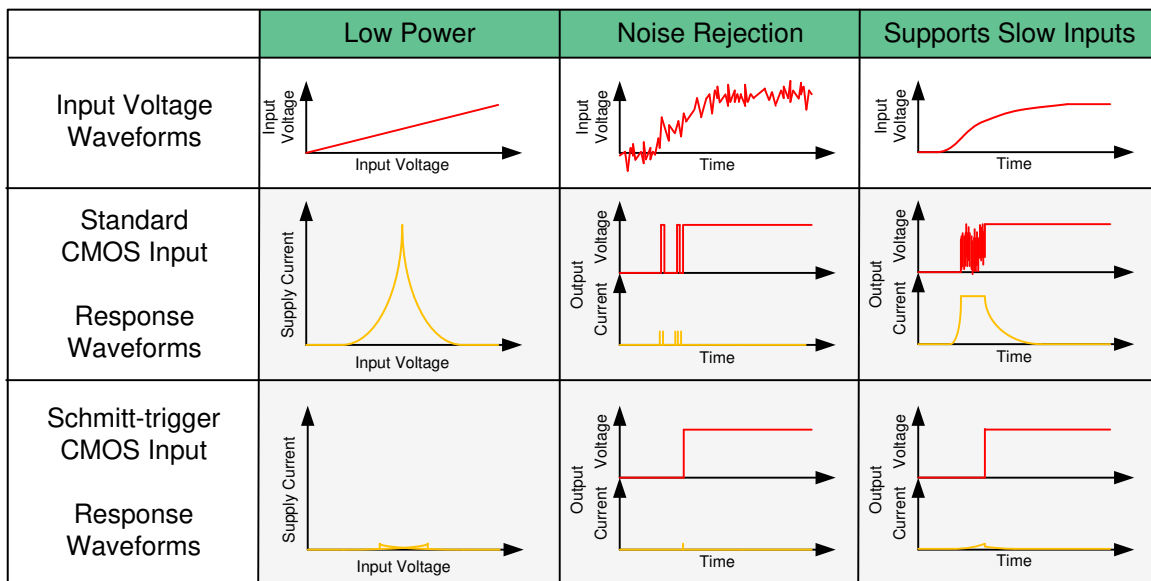 Low Power
Noise Rejection
Supports Slow Inputs
Input Voltage
Waveforms
Input
Voltage
Input Voltage
Input
Voltage
Time
Input
Voltage
Time
Standard
CMOS Input
Response
Waveforms
Supply Current
Input Voltage
Output
Voltage
Current
Time
Output
Voltage
Current
Time
Schmitt-trigger
CMOS Input
Response
Waveforms
Supply Current
Input Voltage
Output
Voltage
Current
Time
Output
Voltage
Current
Time